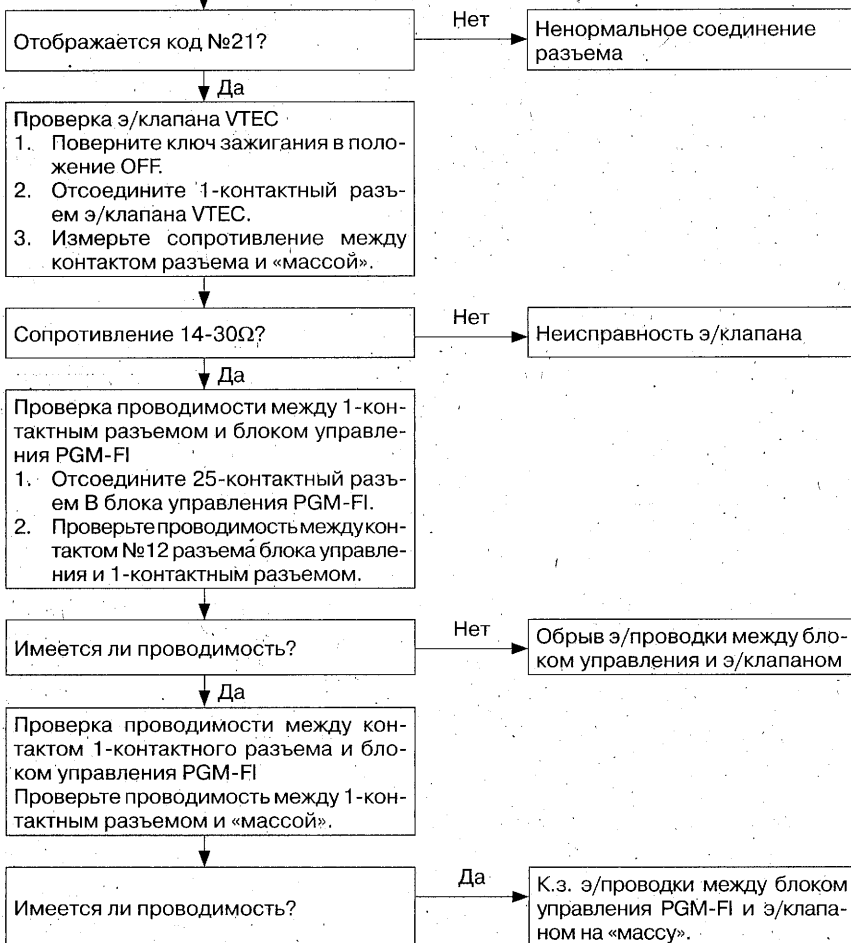 Отображается код №21?
Нет
Ненормальное соединение
разъема
Да
Проверка э/клапана VTEC
1. Поверните ключ зажигания в поло-
жение OFF.
2. Отсоедините 1-контактный разъ-
ем э/клапана VTEC.
3. Измерьте сопротивление между
контактом разъема и «массой».
Сопротивление 14-30Ω?
Нет
Неисправность э/клапана
Да
Проверка проводимости между 1-кон-
тактным разъемом и блоком управле-
ния PGM-FI
1. Отсоедините 25-контактный разъ-
ем В блока управления PGM-FI.
2. Проверьте проводимость между кон-
тактом №12 разъема блока управле-
ния и 1-контактным разъемом.
Имеется ли проводимость?
Нет
Обрыв э/проводки между бло-
ком управления и э/клапаном
Да
Проверка проводимости между кон-
тактом 1-контактного разъема и бло-
ком управления PGM-FI
Проверьте проводимость между 1-кон-
тактным разъемом и «массой».
Имеется ли проводимость?
Да
К.з. э/проводки между блоком
управления PGM-FI и э/клапа-
ном на «массу».